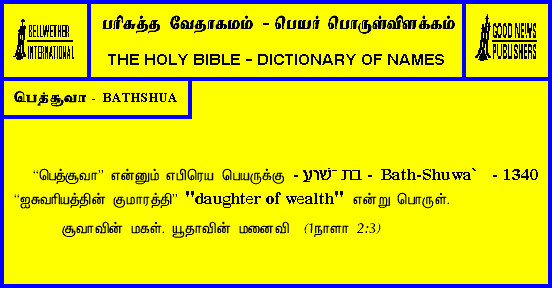 BELLWETHER
INTERNATIONAL
பரிசுத்த வேதாகமம் - பெயர் பொருள்விளக்கம்
THE HOLY BIBLE - DICTIONARY OF NAMES
GOOD NEWS
PUBLISHERS
பெத்சூவா - BATHSHUA
“பெத்சூவா” என்னும் எபிரெய பெயருக்கு - בת ־שׁוּע - Bath-Shuwa` - 1340
“ஐசுவரியத்தின் குமாரத்தி” "daughter of wealth" என்று பொருள்.
சூவாவின் மகள். யூதாவின் மனைவி (1நாளா 2:3)